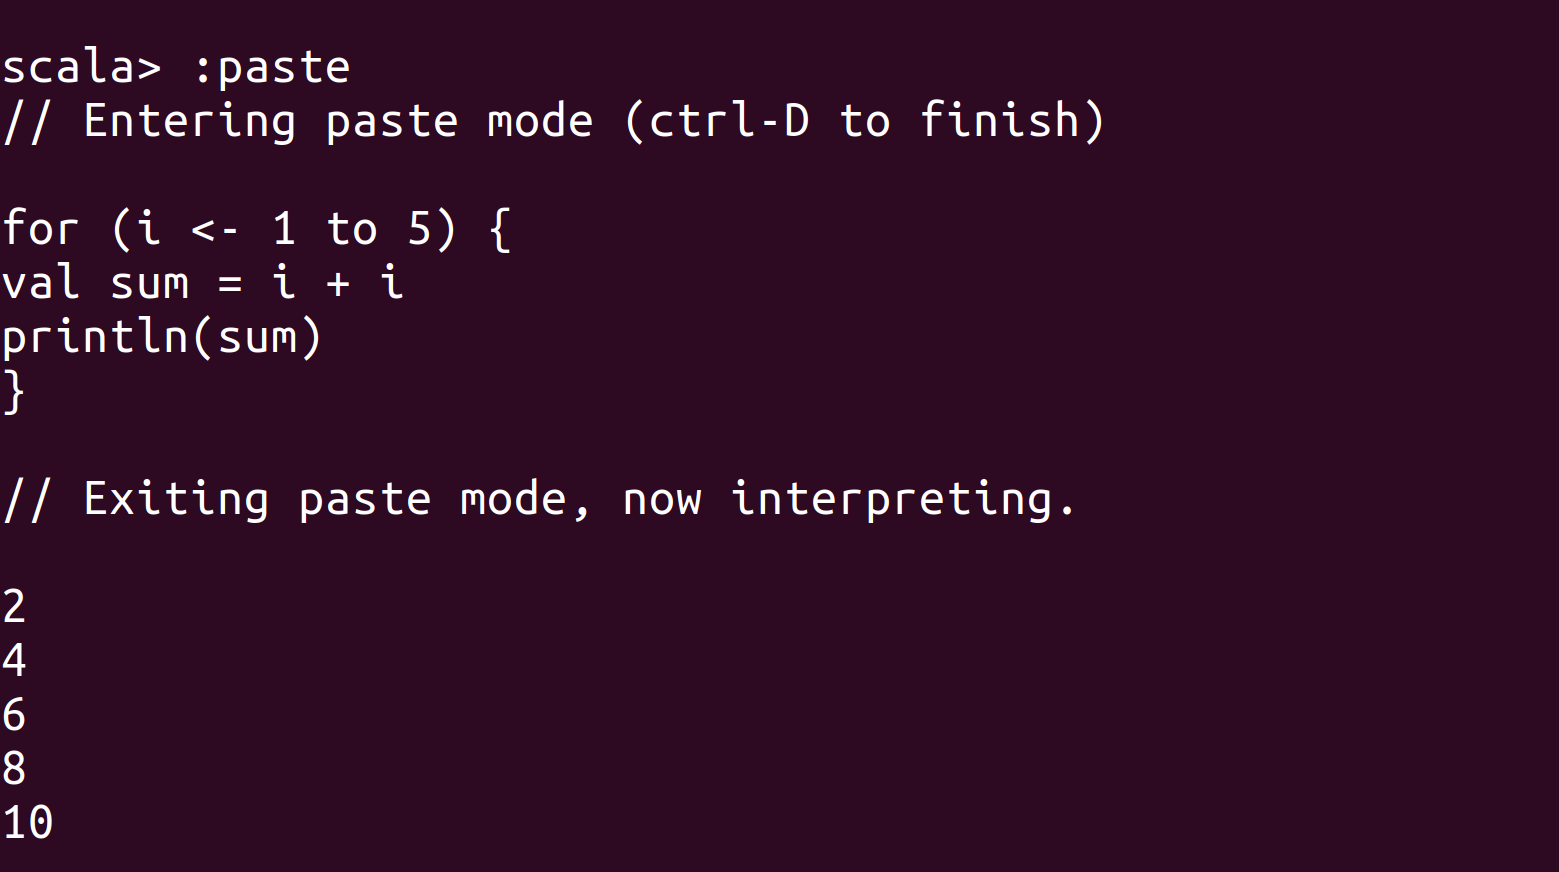 scala> :paste
// Entering paste mode (ctrl-D to finish)
for (i <- 1 to 5) {
val sum = i + i
println(sum)
}
// Exiting paste mode, now interpreting.
2
4
6
8
10